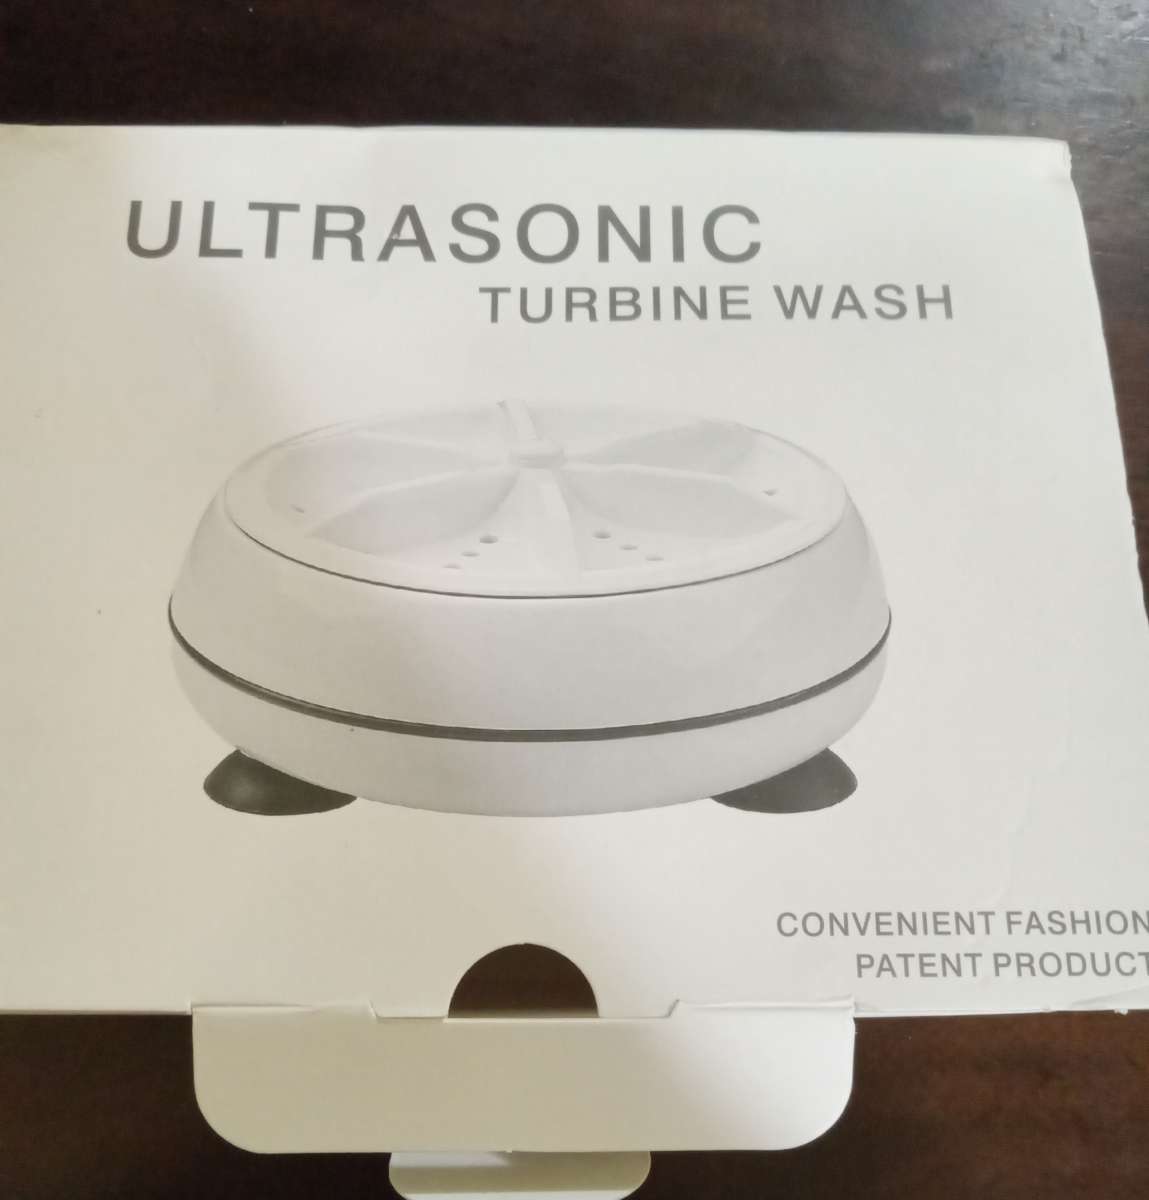 ULTRASONIC
TURBINE WASH
CONVENIENT FASHION
PATENT PRODUCT